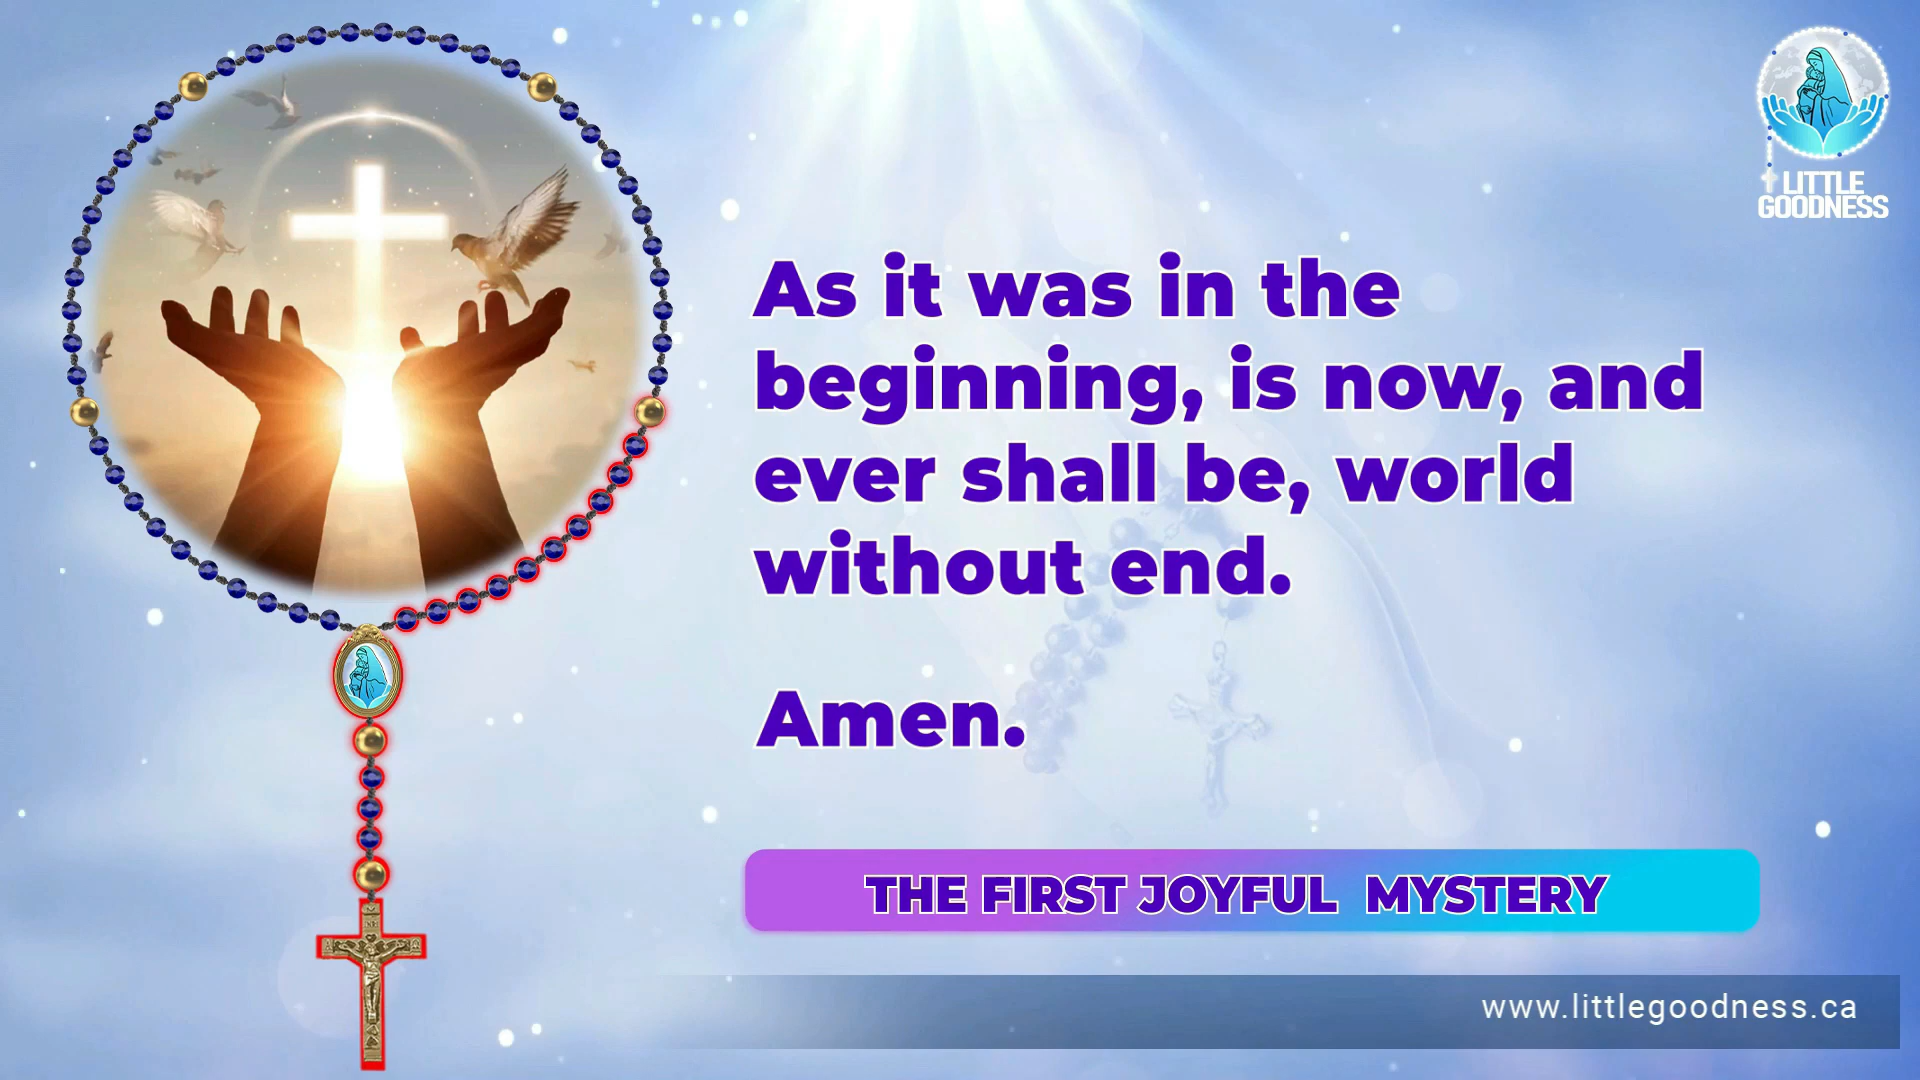 LITTLE
GOODNESS
As it was in the
beginning, is now, and
ever shall be, world
without end.
Amen.
THE FIRST JOYFUL MYSTERY
www.littlegoodness.ca